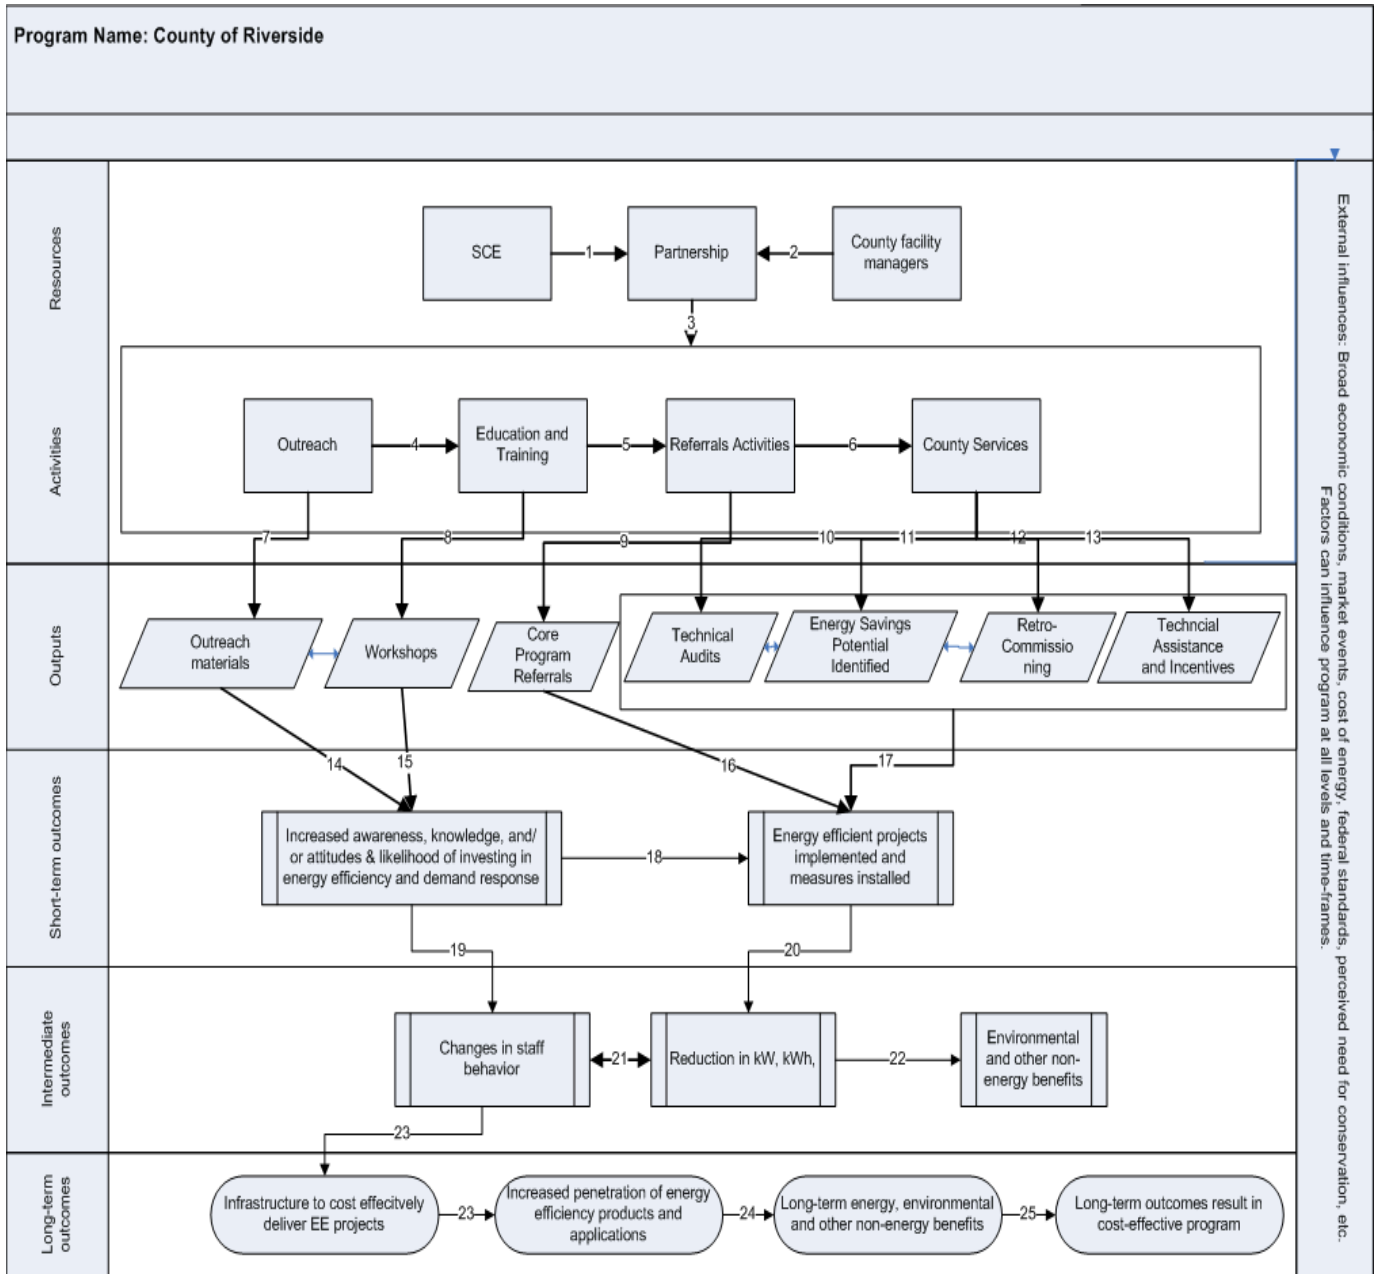 Program Name: County of Riverside
External influences: Broad economic conditions, market events, cost of energy, federal standards, perceived need for conservation, etc.
Factors can influence program at all levels and time-frames.
Resources
SCE
1
Partnership
2
County facility
managers
3
Activities
Outreach
4
Education and
Training
5
Referrals Activities
6
County Services
7
8
9
10
11
12
13
Outputs
Outreach
materials
Workshops
Core
Program
Referrals
Technical
Audits
Energy Savings
Potential
Identified
Retro-
Commissio
ning
Techncial
Assistance
and Incentives
14
15
16
17
Short-term outcomes
Increased awareness, knowledge, and/
or attitudes & likelihood of investing in
energy efficiency and demand response
18
Energy efficient projects
implemented and
measures installed
19
20
Intermediate
outcomes
Changes in staff
behavior
21
Reduction in kW, kWh,
22
Environmental
and other non-
energy benefits
23
Long-term
outcomes
Infrastructure to cost effecitvely
deliver EE projects
23
Increased penetration of energy
efficiency products and
applications
24
Long-term energy, environmental
and other non-energy benefits
25
Long-term outcomes result in
cost-effective program